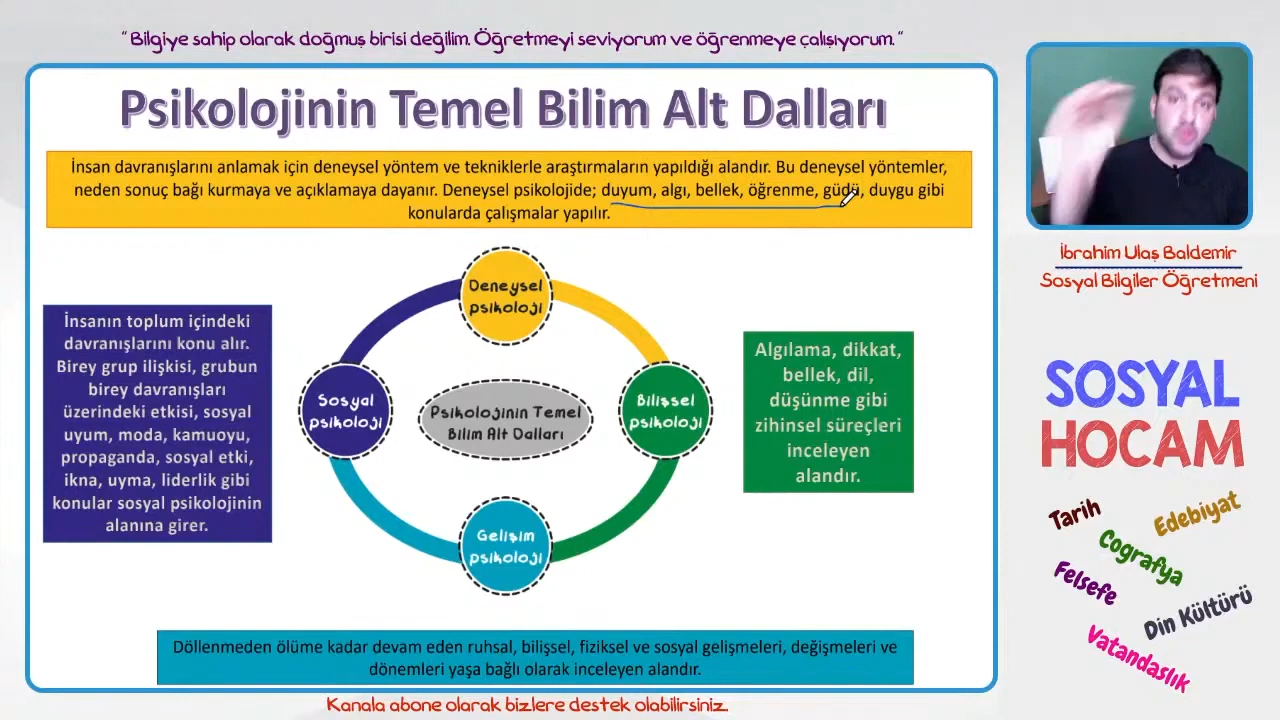 “ Bilgiye sahip olarak doğmuş birisi değilim. Öğretmeyi seviyorum ve öğrenmeye çalışıyorum. “
Psikolojinin Temel Bilim Alt Dalları
İnsan davranışlarını anlamak için deneysel yöntem ve tekniklerle araştırmaların yapıldığı alandır. Bu deneysel yöntemler,
neden sonuç bağı kurmaya ve açıklamaya dayanır. Deneysel psikolojide; duyum, algı, bellek, öğrenme, güdü, duygu gibi
konularda çalışmalar yapılır.
Deneysel
psikoloji
İnsanın toplum içindeki
davranışlarını konu alır.
Birey grup ilişkisi, grubun
birey davranışları
üzerindeki etkisi, sosyal
uyum, moda, kamuoyu,
propaganda, sosyal etki,
ikna, uyma, liderlik gibi
konular sosyal psikolojinin
alanına girer.
Sosyal
psikoloji
Psikolojinin Temel
Bilim Alt Dalları
Bilişsel
psikoloji
Algılama, dikkat,
bellek, dil,
düşünme gibi
zihinsel süreçleri
inceleyen
alandır.
Gelişim
psikoloji
Döllenmeden ölüme kadar devam eden ruhsal, bilişsel, fiziksel ve sosyal gelişmeleri, değişmeleri ve
dönemleri yaşa bağlı olarak inceleyen alandır.
Kanala abone olarak bizlere destek olabilirsiniz.
İbrahim Ulaş Baldemir
Sosyal Bilgiler Öğretmeni
SOSYAL
HOCAM
Tarih
Edebiyat
Coğrafya
Felsefe
Din Kültürü
Vatandaslık